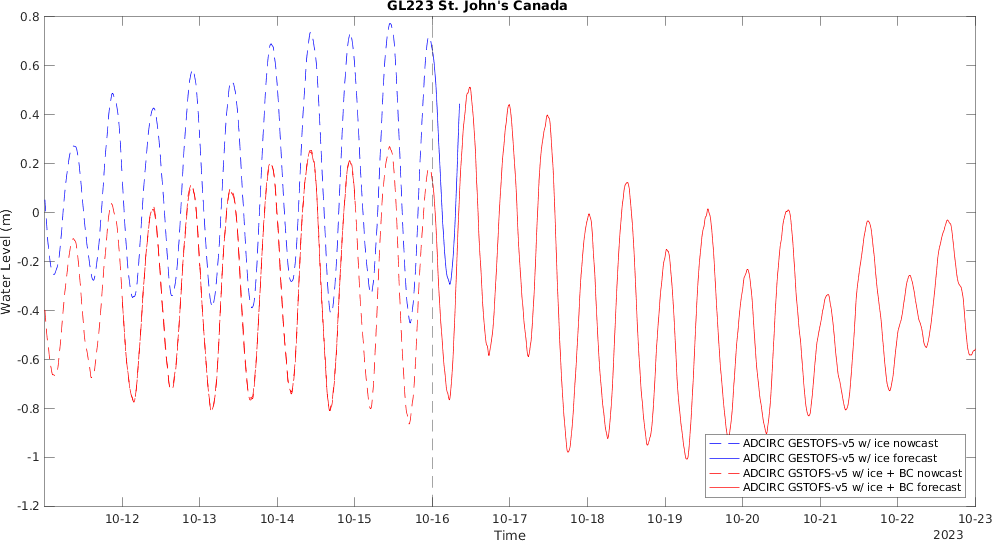 GL223 St. John's Canada
0.8
0.6
0.4
0.2
0
-0.2
-0.4
-0.6
-0.8
-1
-1.2
Water Level (m)
ADCIRC GESTOFS-v5 w/ ice nowcast
ADCIRC GESTOFS-v5 w/ ice forecast
ADCIRC GSTOFS-v5 w/ ice + BC nowcast
ADCIRC GSTOFS-v5 w/ ice + BC forecast
10-12 10-13 10-14 10-15 10-16 10-17 10-18 10-19 10-20 10-21 10-22 10-23
Time
2023